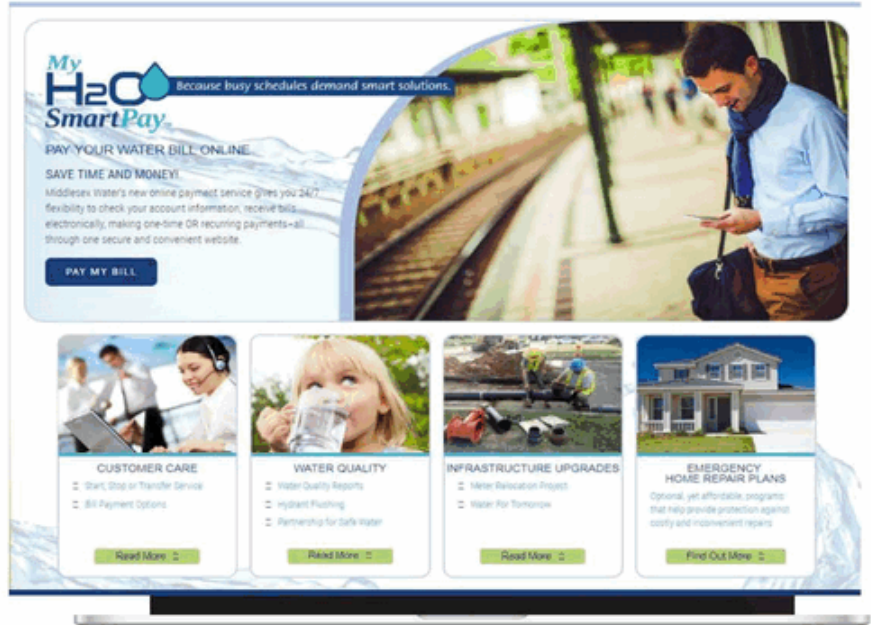 My
H2O
SmartPay
Because busy schedules demand smart solutions.
PAY YOUR WATER BILL ONLINE
SAVE TIME AND MONEY!
Middlesex Water's new online payment service gives you 24/7
flexibility to check your account information, receive bills
electronically, making one-time OR recurring payments-all
through one secure and convenient website.
PAY MY BILL
CUSTOMER CARE
Start, Stop or Transfer Service
Bill Payment Options
Read More
WATER QUALITY
Water Quality Reports
Hydrant Flushing
Partnership for Safe Water
Read More
INFRASTRUCTURE UPGRADES
Meter Relocation Project
Water For Tomorrow
Read More
EMERGENCY
HOME REPAIR PLANS
Optional, yet affordable, programs
that help provide protection against
costly and inconvenient repairs
Find Out More